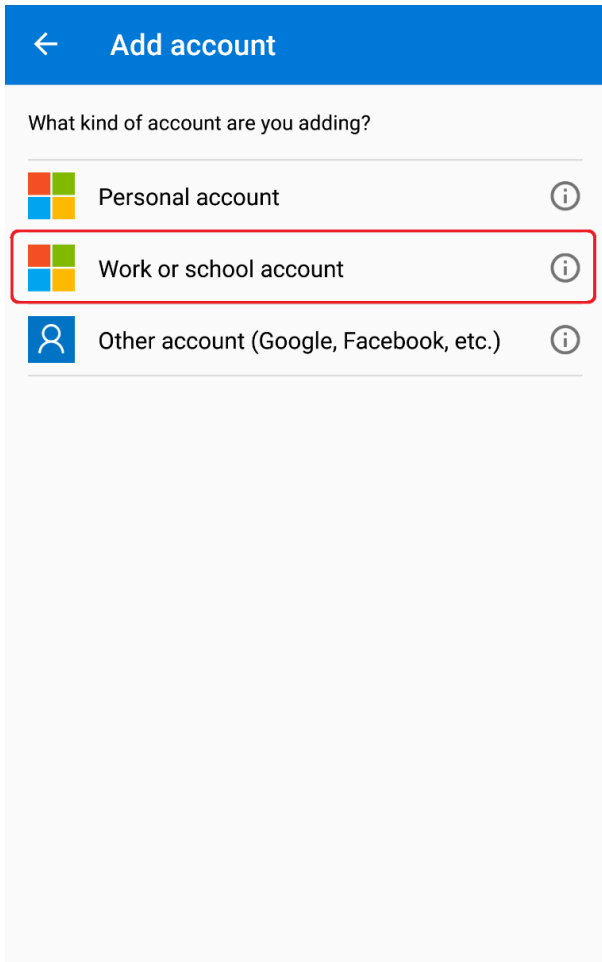 Add account
What kind of account are you adding?
Personal account
Work or school account
Other account (Google, Facebook, etc.)